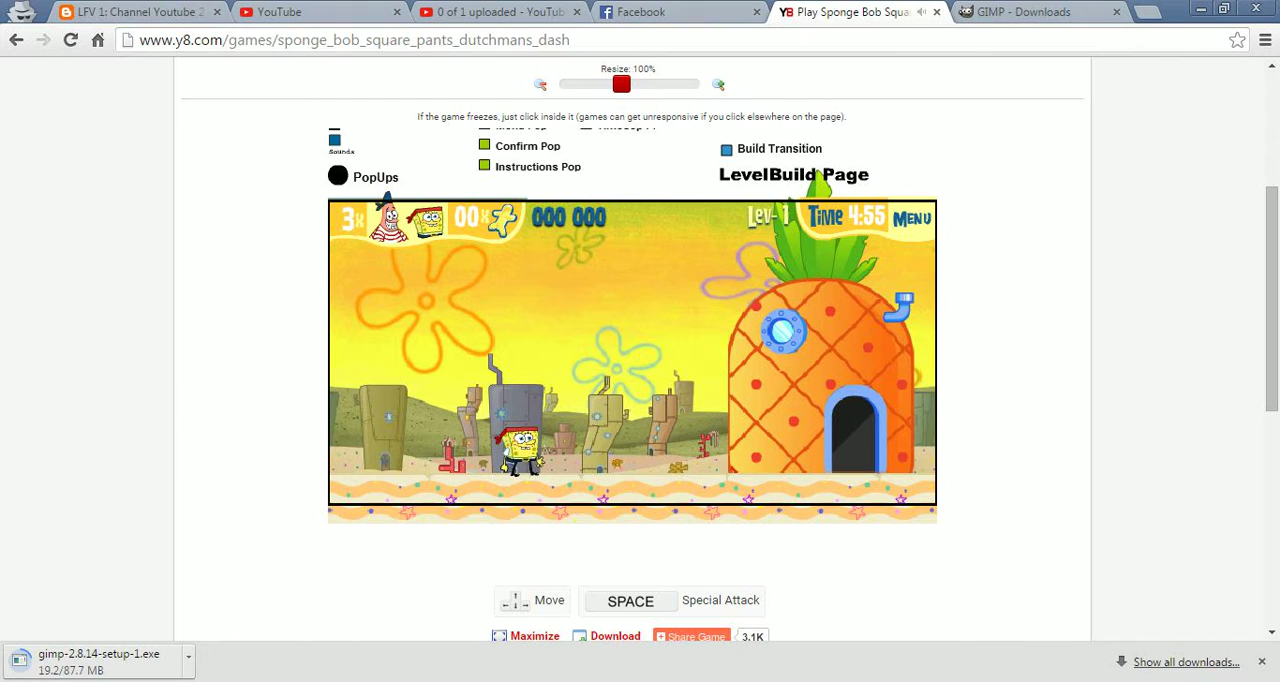 LFV 1: Channel Youtube 2
YouTube
0 of 1 uploaded - YouTub
Facebook
Play Sponge Bob Squa
GIMP - Downloads
www.y8.com/games/sponge_bob_square_pants_dutchmans_dash
Resize: 100%
If the game freezes, just click inside it (games can get unresponsive if you click elsewhere on the page).
Sounds
Confirm Pop
Build Transition
PopUps
Instructions Pop
LevelBuild Page
3x
00x
000 000
Lev- 1
Time 4:55
Menu
Move
SPACE
Special Attack
Maximize
Download
Share Game
3.1K
gimp-2.8.14-setup-1.exe
19.2/87.7 MB
Show all downloads...